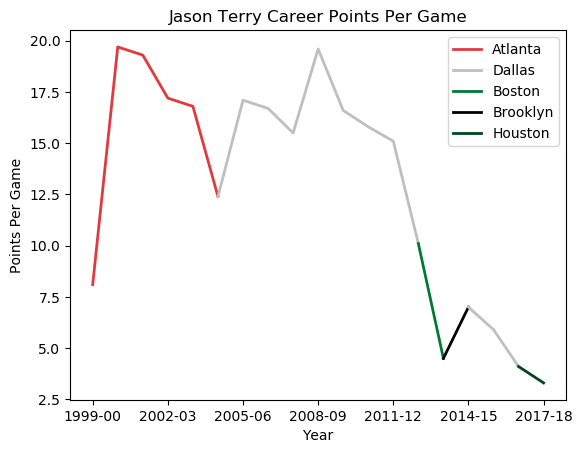 Jason Terry Career Points Per Game
Atlanta
Dallas
Boston
Brooklyn
Houston
Points Per Game
20.0
17.5
15.0
12.5
10.0
7.5
5.0
2.5
1999-00 2002-03 2005-06 2008-09 2011-12 2014-15 2017-18
Year